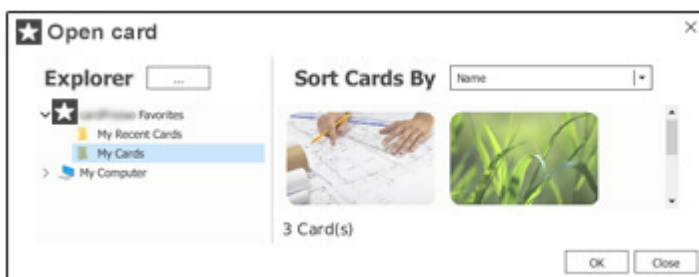 Open card
Explorer ...
Sort Cards By Name
Favorites
My Recent Cards
My Cards
My Computer
3 Card(s)
OK Close